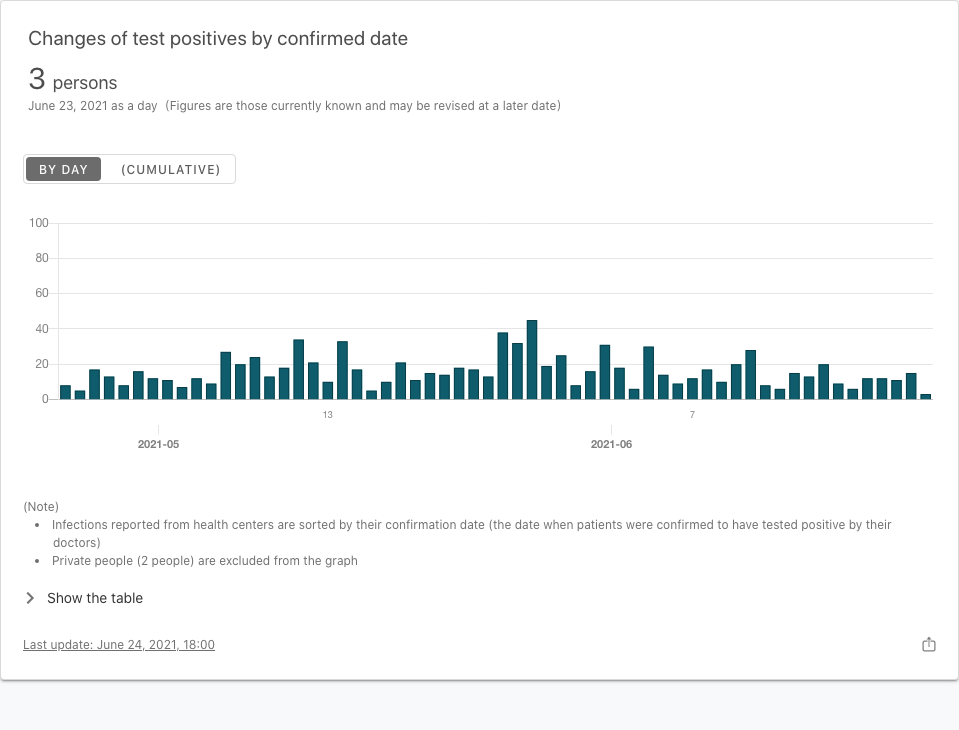 Changes of test positives by confirmed date
3 persons
June 23, 2021 as a day (Figures are those currently known and may be revised at a later date)
BY DAY (CUMULATIVE)
100
80
60
40
20
0
13 7
2021-05 2021-06
(Note)
• Infections reported from health centers are sorted by their confirmation date (the date when patients were confirmed to have tested positive by their
doctors)
• Private people (2 people) are excluded from the graph
Show the table
Last update: June 24, 2021, 18:00